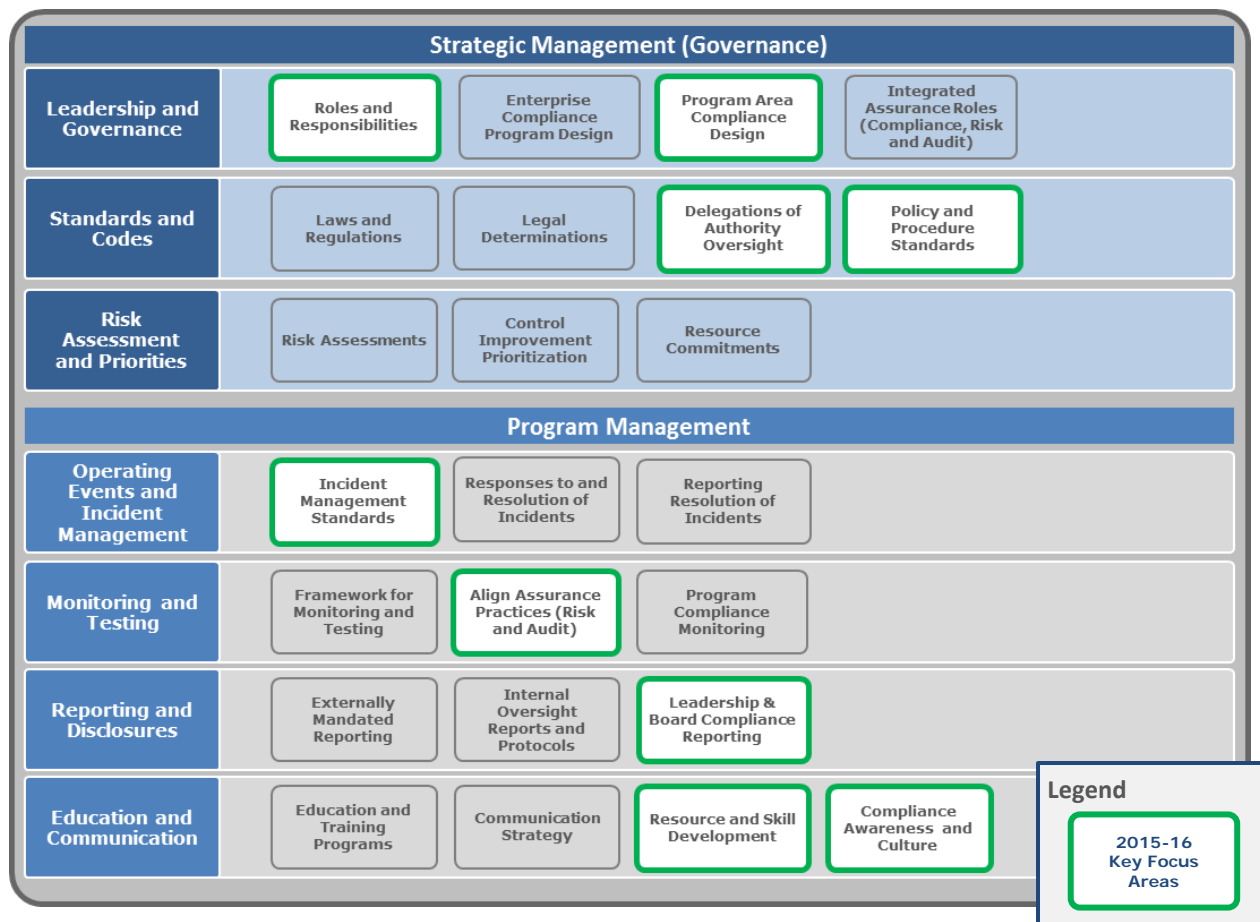 Strategic Management (Governance)
Leadership and
Governance
Roles and
Responsibilities
Enterprise
Compliance
Program Design
Program Area
Compliance
Design
Integrated
Assurance Roles
(Compliance, Risk
and Audit)
Standards and
Codes
Laws and
Regulations
Legal
Determinations
Delegations of
Authority
Oversight
Policy and
Procedure
Standards
Risk
Assessment
and Priorities
Risk Assessments
Control
Improvement
Prioritization
Resource
Commitments
Program Management
Operating
Events and
Incident
Management
Incident
Management
Standards
Responses to and
Resolution of
Incidents
Reporting
Resolution of
Incidents
Monitoring and
Testing
Framework for
Monitoring and
Testing
Align Assurance
Practices (Risk
and Audit)
Program
Compliance
Monitoring
Reporting and
Disclosures
Externally
Mandated
Reporting
Internal
Oversight
Reports and
Protocols
Leadership &
Board Compliance
Reporting
Education and
Communication
Education and
Training
Programs
Communication
Strategy
Resource and Skill
Development
Compliance
Awareness and
Culture
Legend
2015-16
Key Focus
Areas